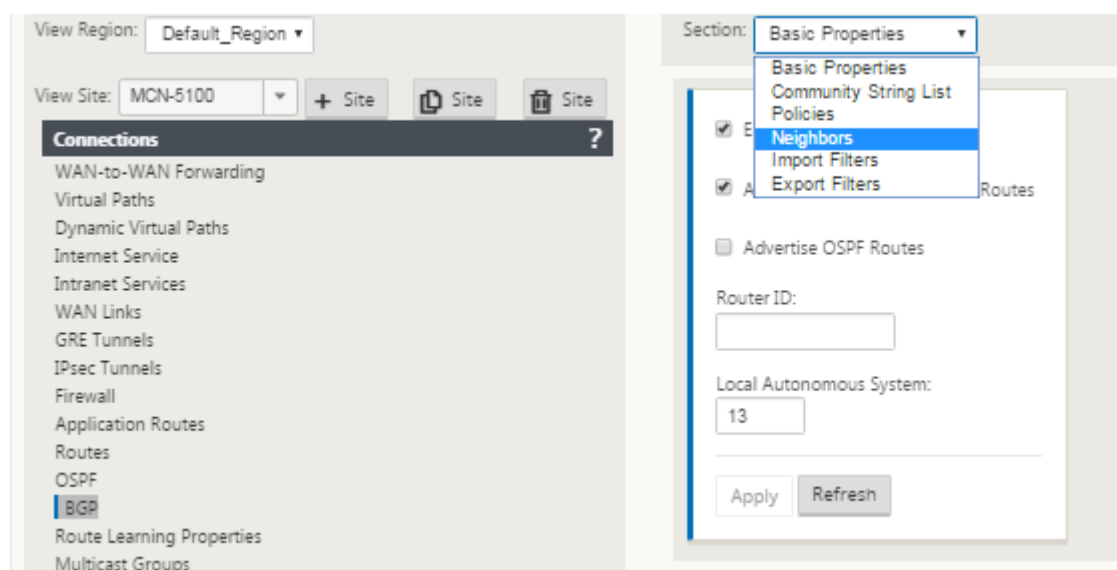 View Region: Default_Region
View Site: MCN-5100 + Site Site Site
Connections ?
WAN-to-WAN Forwarding
Virtual Paths
Dynamic Virtual Paths
Internet Service
Intranet Services
WAN Links
GRE Tunnels
IPsec Tunnels
Firewall
Application Routes
Routes
OSPF
BGP
Route Learning Properties
Multicast Groups
Section: Basic Properties
Basic Properties
Community String List
Policies
Neighbors
Import Filters
Export Filters
E
A Routes
Advertise OSPF Routes
Router ID:
Local Autonomous System:
13
Apply Refresh